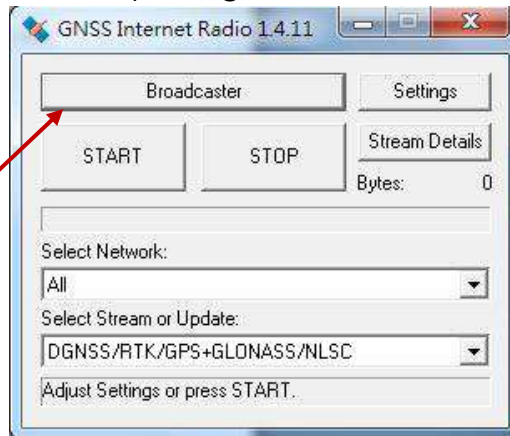 GNSS Internet Radio 1.4.11
Broadcaster
Settings
START
STOP
Stream Details
Bytes: 0
Select Network:
All
Select Stream or Update:
DGNSS/RTK/GPS+GLONASS/NLSC
Adjust Settings or press START.